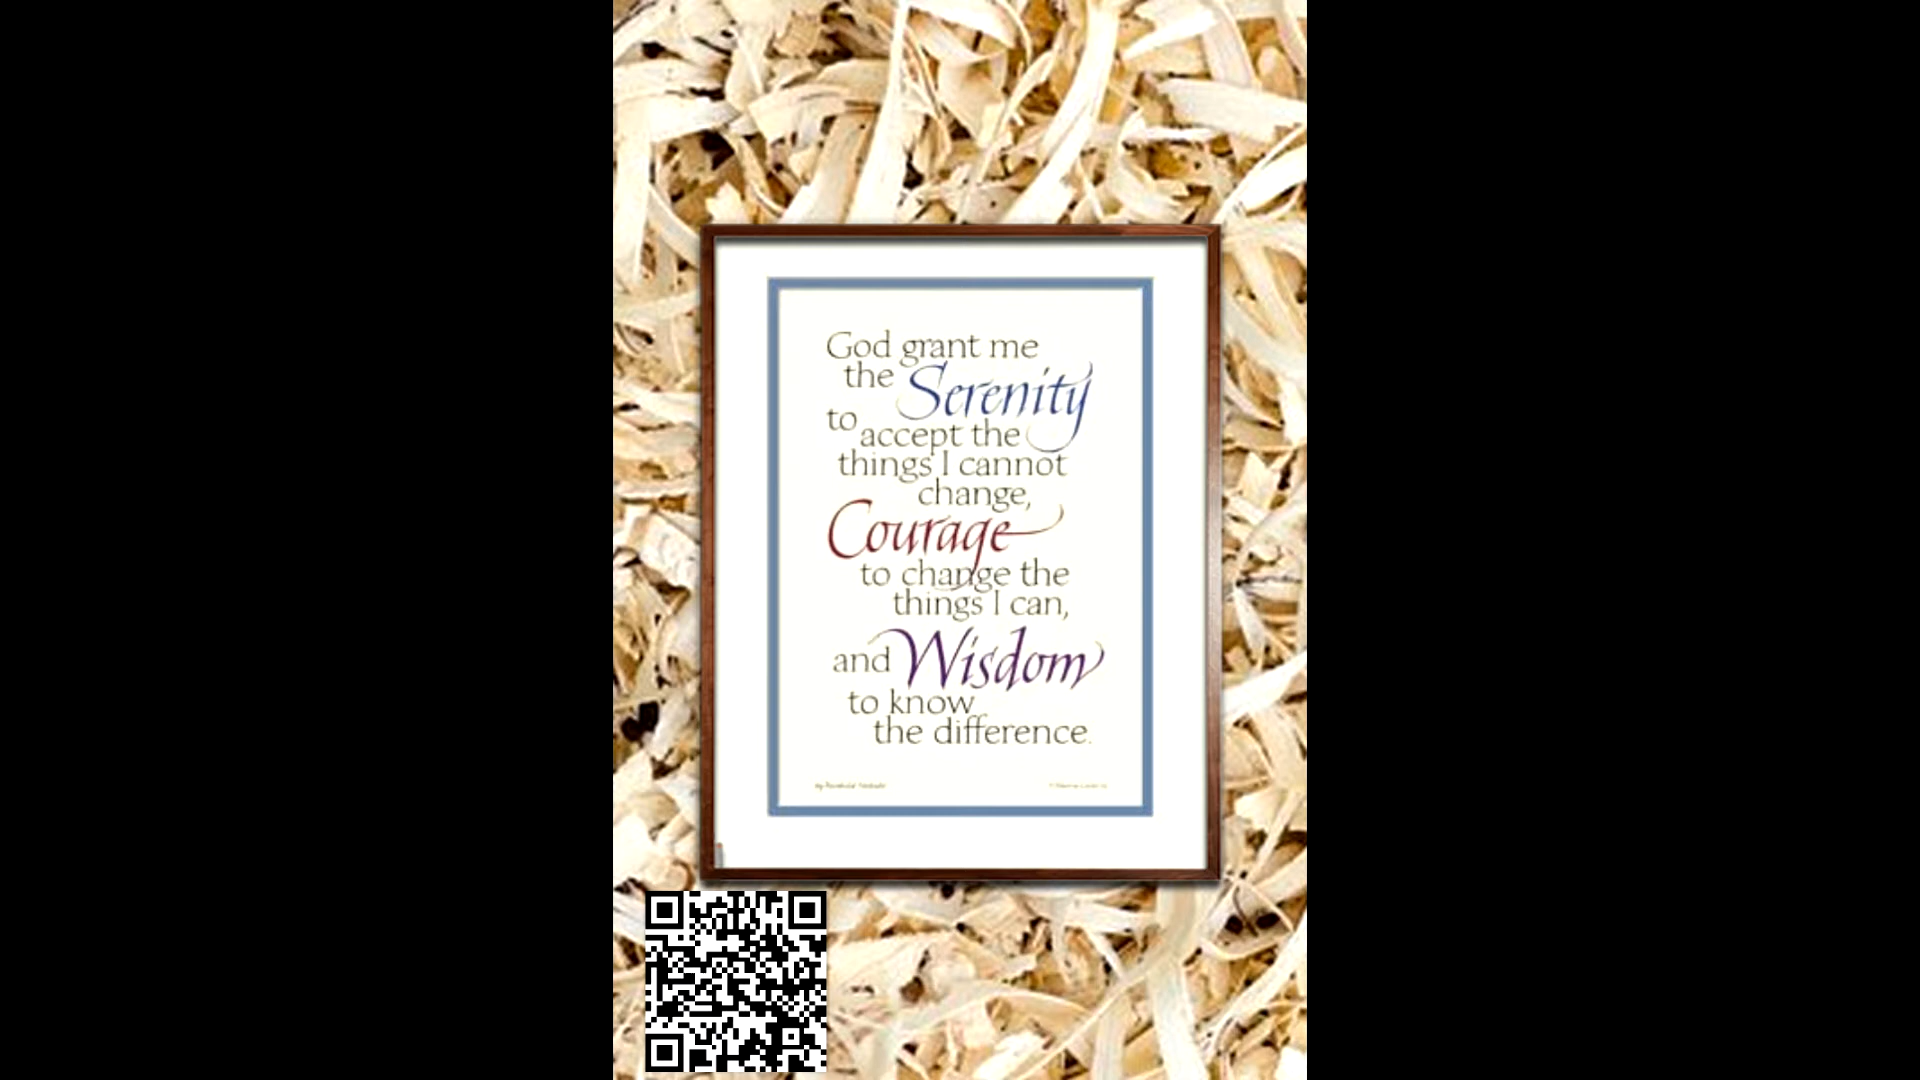 God grant me
the Serenity
to
accept the
things I cannot
change,
Courage
to change the
things I can,
and Wisdom
to know
the difference.